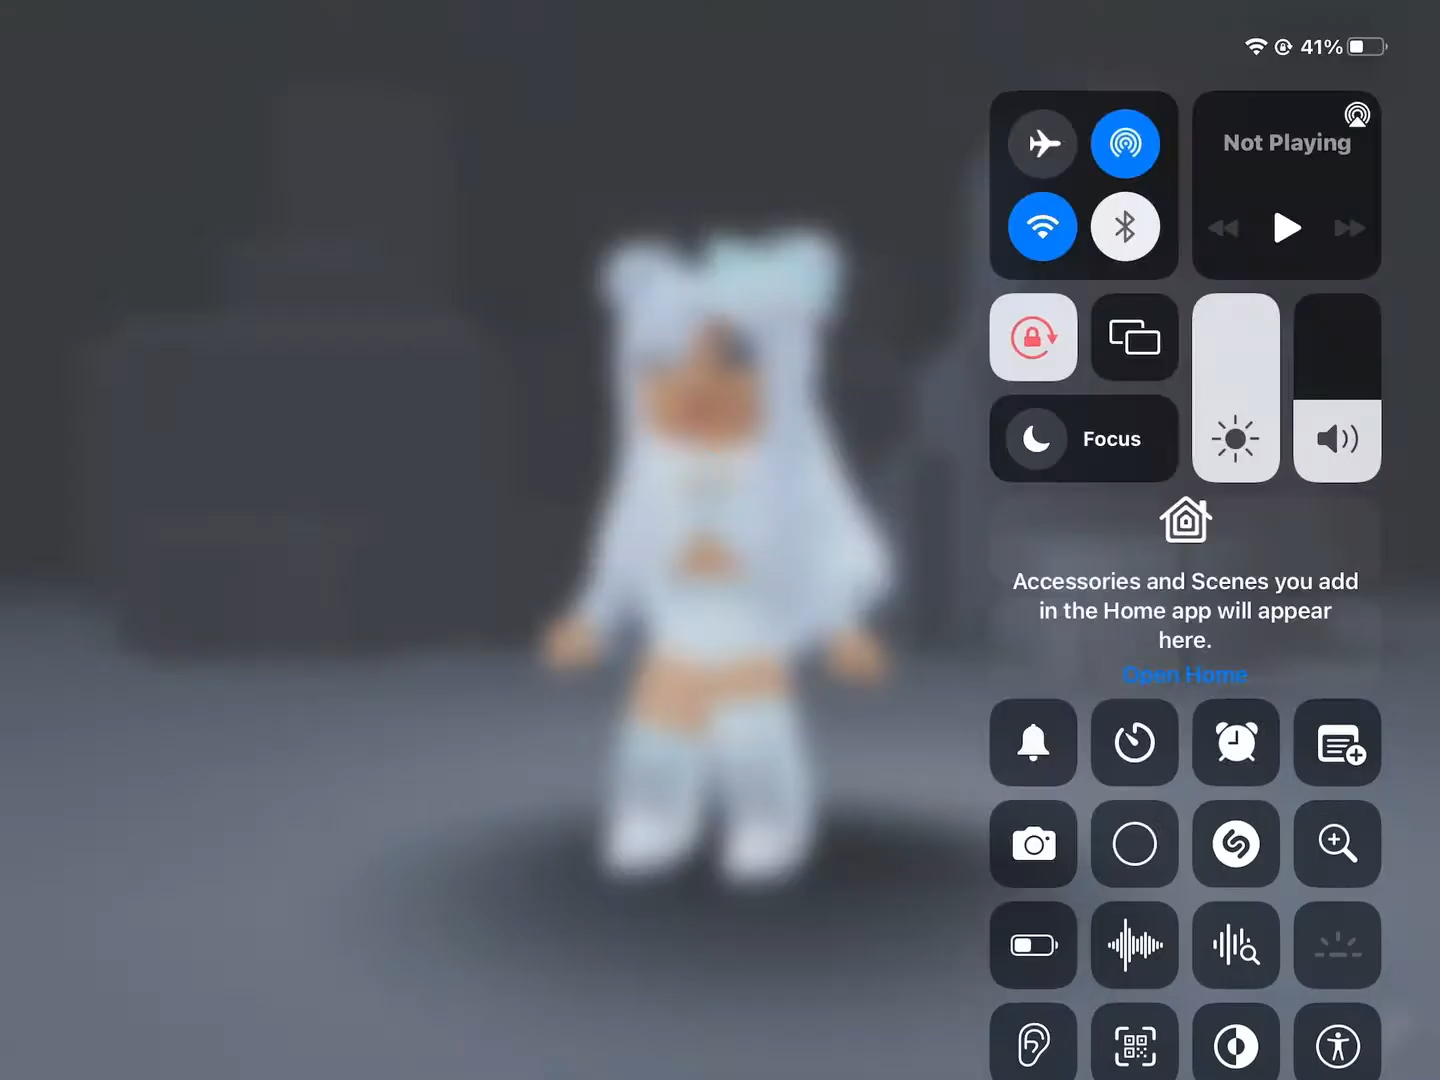 41%
Not Playing
Focus
Accessories and Scenes you add
in the Home app will appear
here.
Open Home